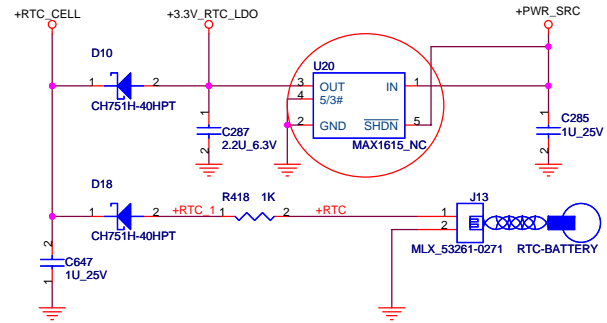 +RTC_CELL +3.3V_RTC_LDO +PWR_SRC
D10
1 2
CH751H-40HPT
U20
3 OUT IN 1
4 5/3#
2 GND SHDN 5
MAX1615_NC
1
C287
2.2U_6.3V
2
1
C285
1U_25V
2
D18
1 2
CH751H-40HPT
+RTC_1
R418 1K
1 2
+RTC
J13
1
2
MLX_53261-0271
RTC-BATTERY
2
C647
1U_25V
1